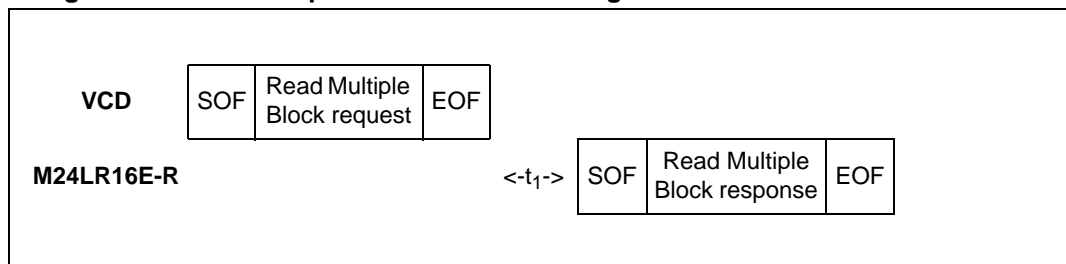 VCD SOF Read Multiple Block request EOF
M24LR16E-R <-t1-> SOF Read Multiple Block response EOF